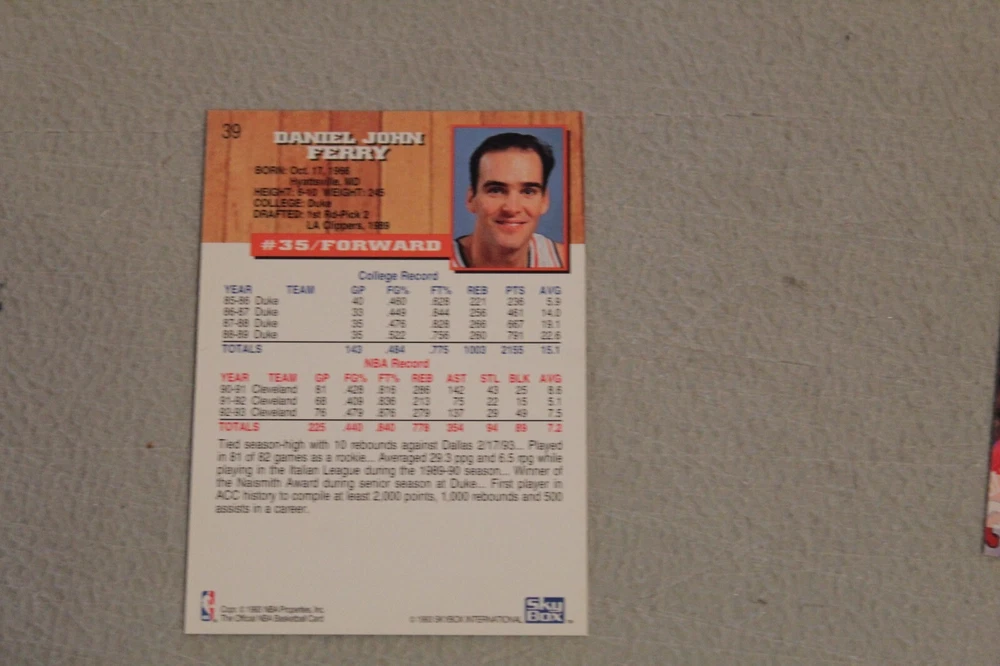 39
DANIEL JOHN
FERRY
BORN: Oct. 17, 1966
Hyattsville, MD
HEIGHT: 6-10 WEIGHT: 245
COLLEGE: Duke
DRAFTED: 1st Rd-Pick 2
LA Clippers, 1989
#35/FORWARD
College Record
YEAR TEAM GP FG% FT% REB PTS AVG
85-86 Duke 40 .460 .628 221 236 5.9
86-87 Duke 33 .449 .844 256 461 14.0
87-88 Duke 35 .476 .828 266 667 19.1
88-89 Duke 35 .522 .756 260 791 22.6
TOTALS 143 .484 .775 1003 2155 15.1
NBA Record
YEAR TEAM GP FG% FT% REB AST STL BLK AVG
90-91 Cleveland 81 .428 .816 286 142 43 25 8.6
91-92 Cleveland 68 .409 .836 213 75 22 15 5.1
92-93 Cleveland 76 .479 .876 279 137 29 49 7.5
TOTALS 225 .440 .840 778 354 94 89 7.2
Tied season-high with 10 rebounds against Dallas 2/17/93... Played
in 81 of 82 games as a rookie... Averaged 29.3 ppg and 6.5 rpg while
playing in the Italian League during the 1989-90 season... Winner of
the Naismith Award during senior season at Duke... First player in
ACC history to compile at least 2,000 points, 1,000 rebounds and 500
assists in a career.
Copr. © 1993 NBA Properties, Inc.
The Official NBA Basketball Card
© 1993 SKYBOX INTERNATIONAL
SkyBox
TM